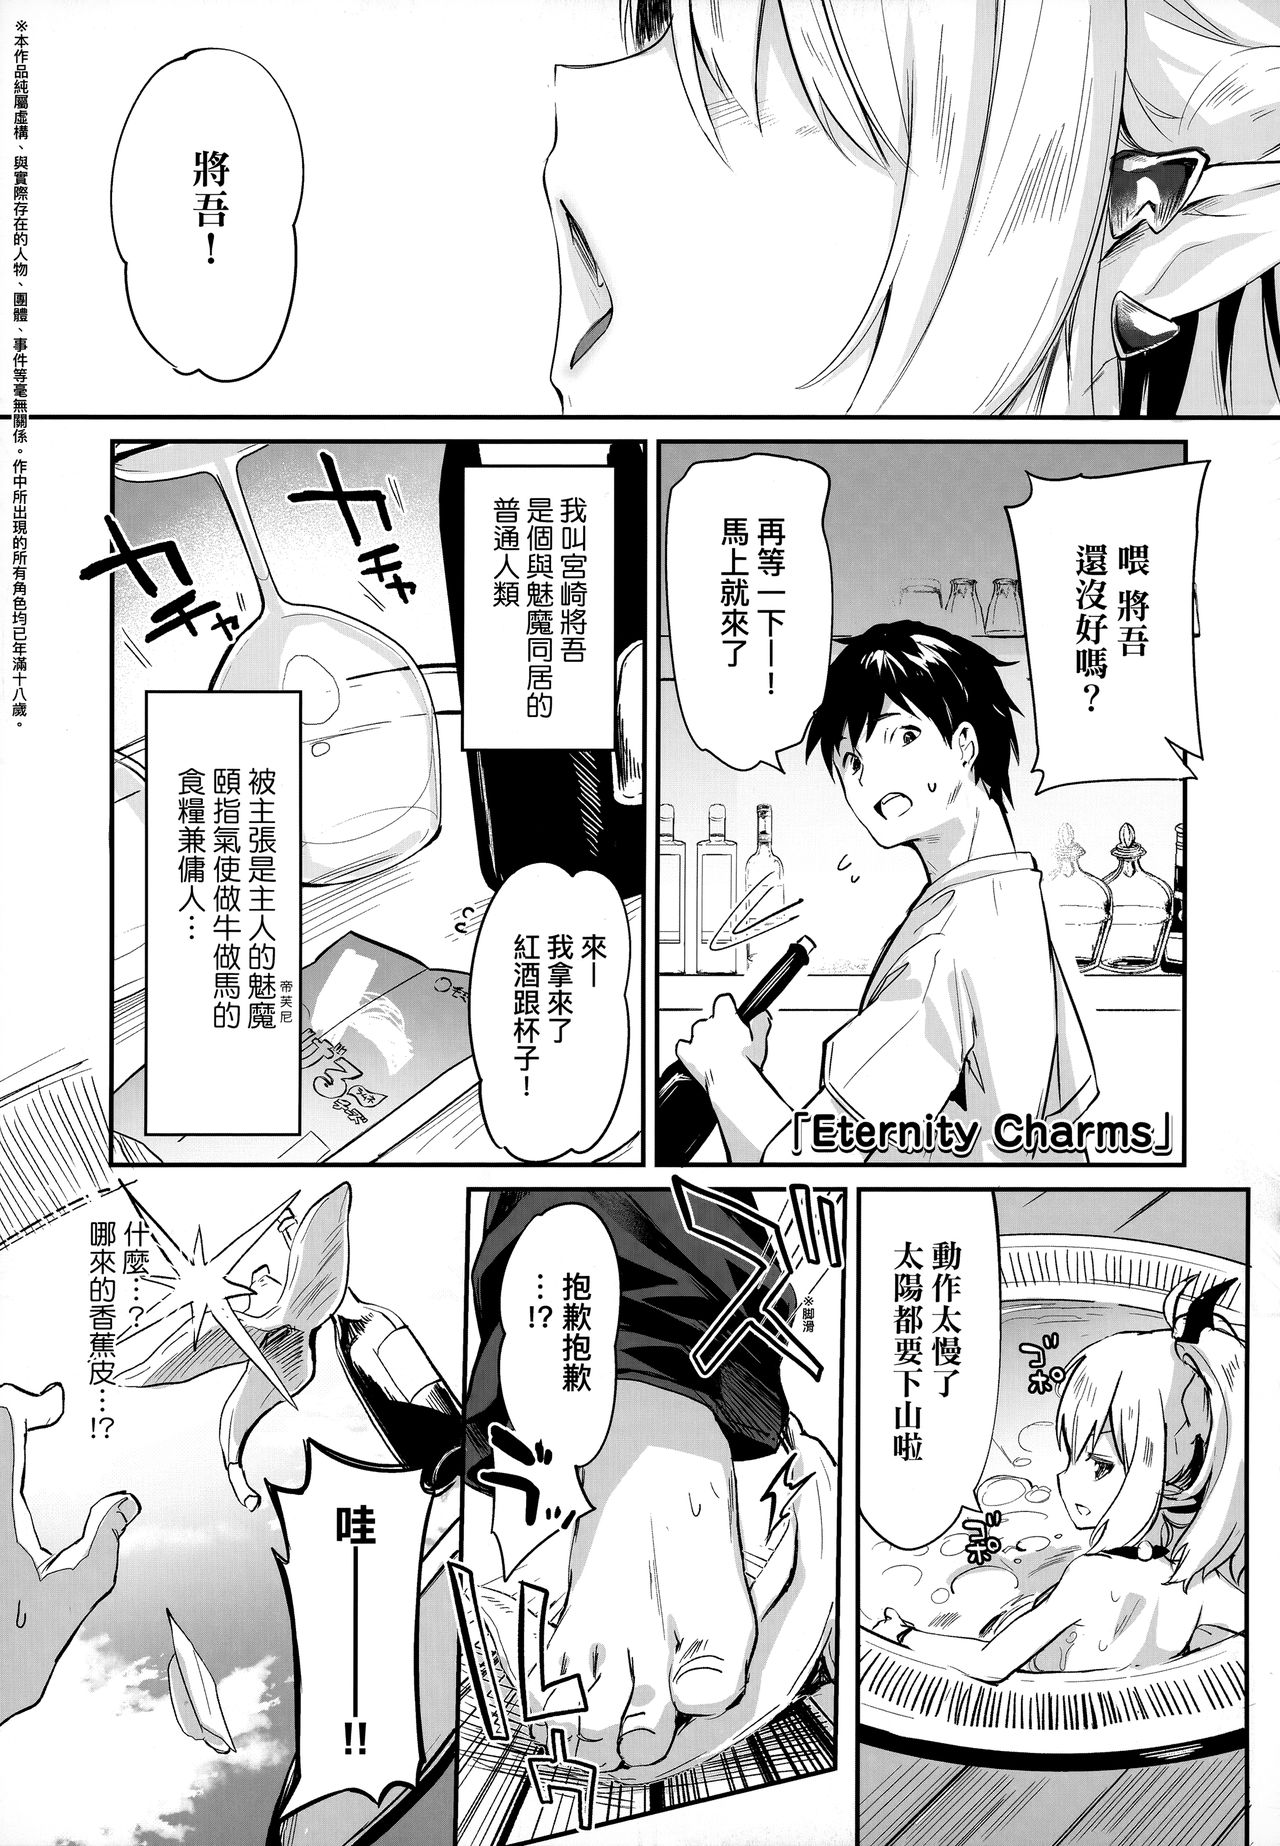 ※本作品純屬虛構、與實際存在的人物、團體、事件等毫無關係。作中所出現的所有角色均已年滿十八歲。
將吾！
喂 將吾
還沒好嗎？
再等一下—！
馬上就來了
「Eternity Charms」
我叫宮崎將吾
是個與魅魔同居的
普通人類
カチャ
カチャ
被主張是主人的魅魔
帝芙尼
頤指氣使做牛做馬的
食糧兼傭人…
來—
我拿來了
紅酒跟杯子！
チーズ
動作太慢了
太陽都要下山啦
コポ
コポ
※腳滑
抱歉抱歉
…!?
什麼…？
哪來的香蕉皮…!?
哇——!!